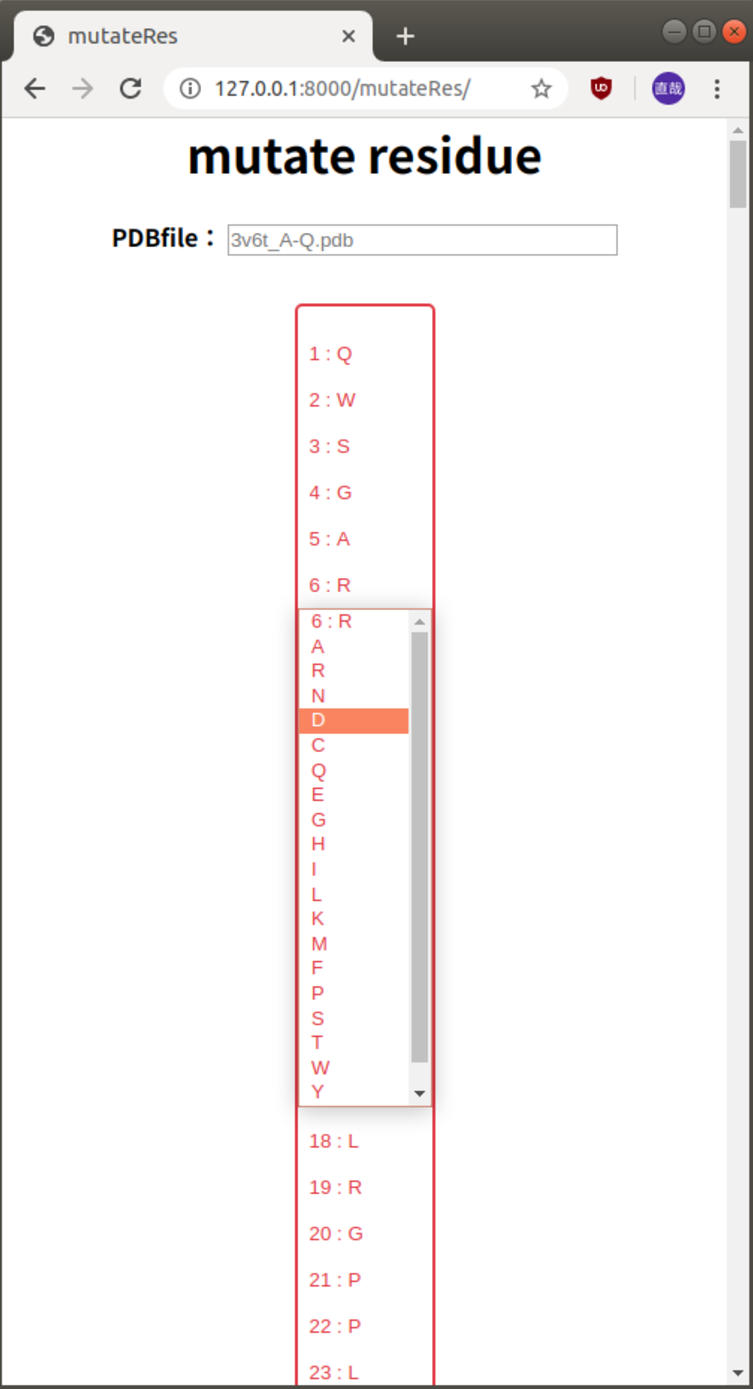 mutateRes
127.0.0.1:8000/mutateRes/
直哉
mutate residue
PDBfile：
3v6t_A-Q.pdb
1 : Q
2 : W
3 : S
4 : G
5 : A
6 : R
6 : R
A
R
N
D
C
Q
E
G
H
I
L
K
M
F
P
S
T
W
Y
18 : L
19 : R
20 : G
21 : P
22 : P
23 : L